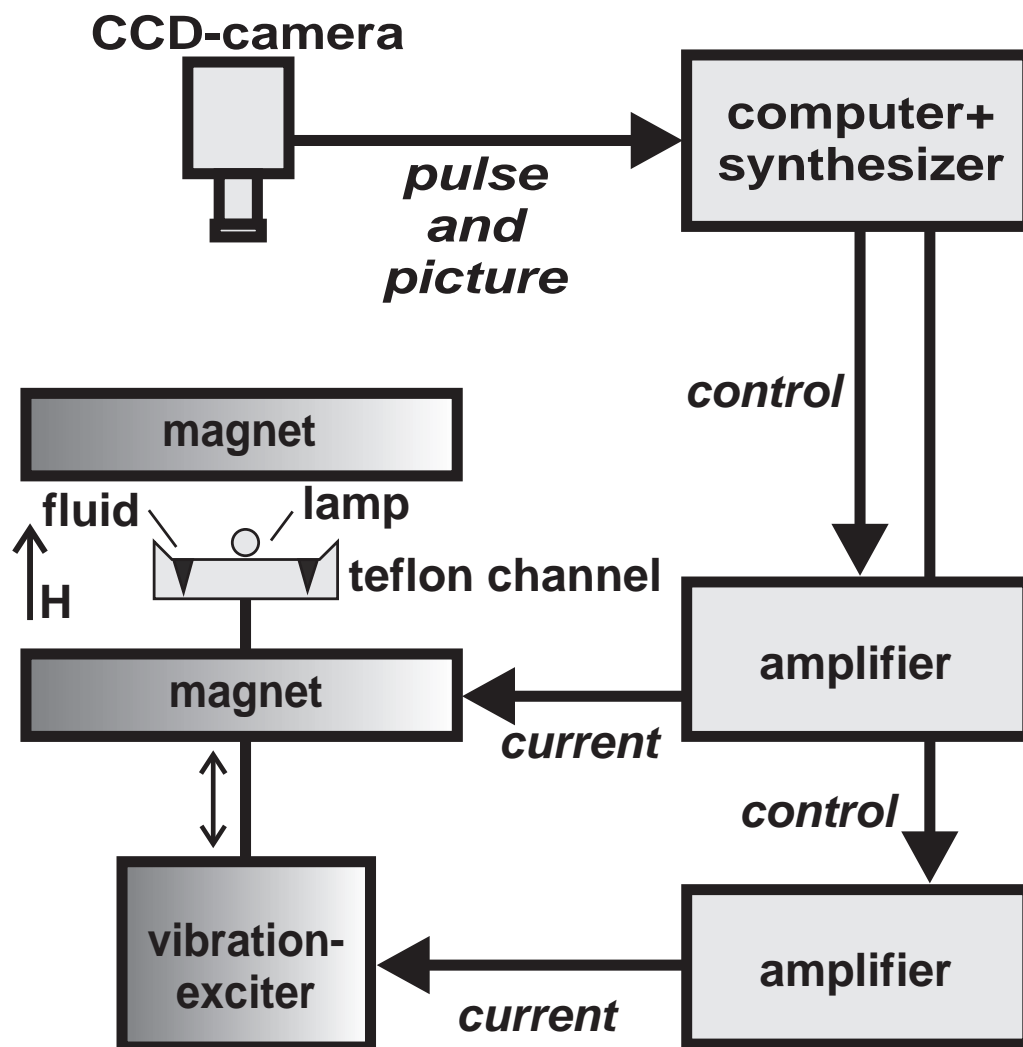 CCD-camera
computer+
synthesizer
pulse
and
picture
control
magnet
fluid
lamp
H
teflon channel
magnet
amplifier
current
control
vibration-
exciter
amplifier
current